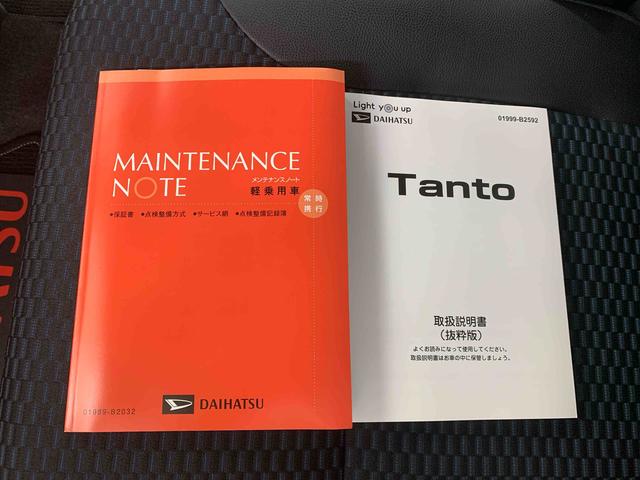 MAINTENANCE
NOTE
メンテナンスノート
軽乗用車
常時
携行
●保証書 ●点検整備方式 ●サービス網 ●点検整備記録簿
01999-B2032
DAIHATSU
Light you up
DAIHATSU
01999-B2592
Tanto
取扱説明書
(抜粋版)
よくお読みになって使用してください。
取扱説明書はお車の中に保管しましょう。
ATSU